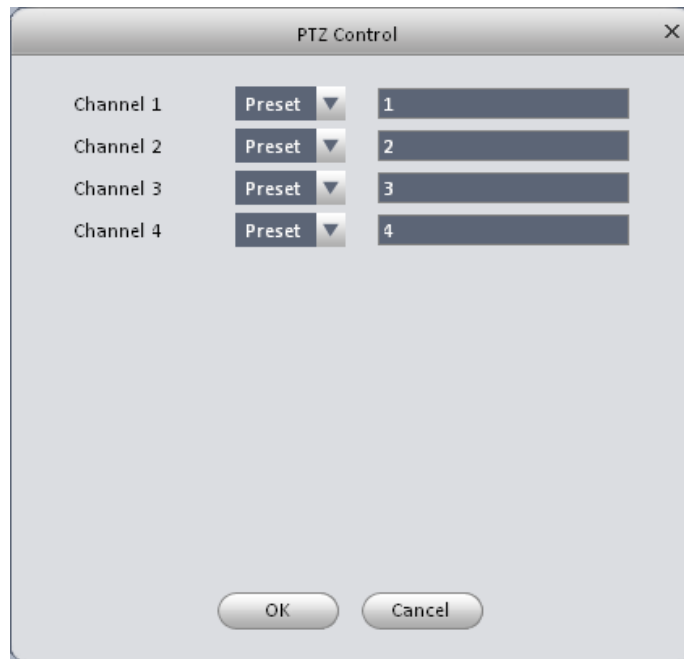 PTZ Control
Channel 1 Preset 1
Channel 2 Preset 2
Channel 3 Preset 3
Channel 4 Preset 4
OK Cancel